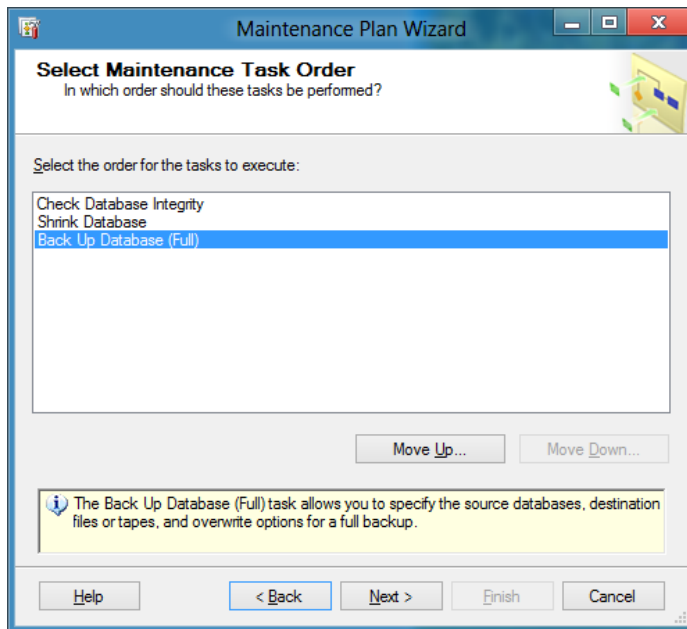 Maintenance Plan Wizard
Select Maintenance Task Order
In which order should these tasks be performed?
Select the order for the tasks to execute:
Check Database Integrity
Shrink Database
Back Up Database (Full)
Move Up...
Move Down...
The Back Up Database (Full) task allows you to specify the source databases, destination
files or tapes, and overwrite options for a full backup.
Help
< Back
Next >
Finish
Cancel